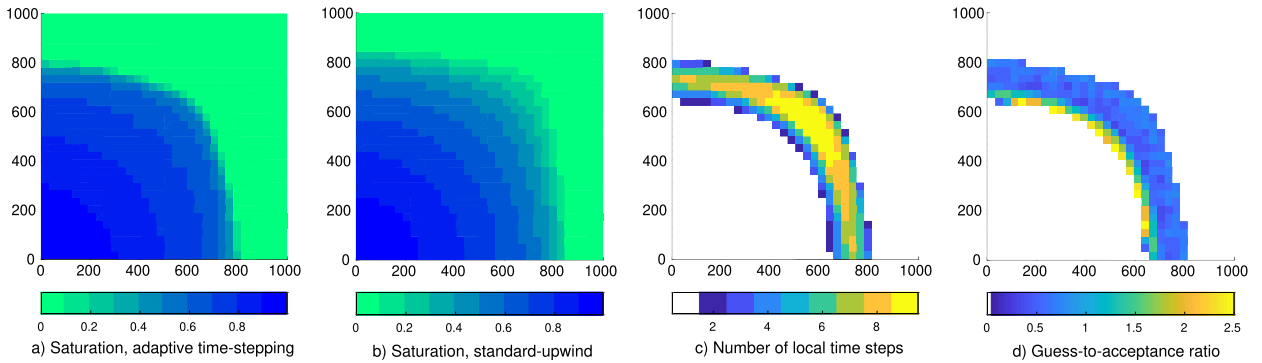 1000 1000 1000 1000
800 800 800 800
600 600 600 600
400 400 400 400
200 200 200 200
0 0 0 0
0 200 400 600 800 1000 0 200 400 600 800 1000 0 200 400 600 800 1000 0 200 400 600 800 1000
0 0.2 0.4 0.6 0.8 0 0.2 0.4 0.6 0.8 2 4 6 8 0 0.5 1 1.5 2 2.5
a) Saturation, adaptive time-stepping b) Saturation, standard-upwind c) Number of local time steps d) Guess-to-acceptance ratio